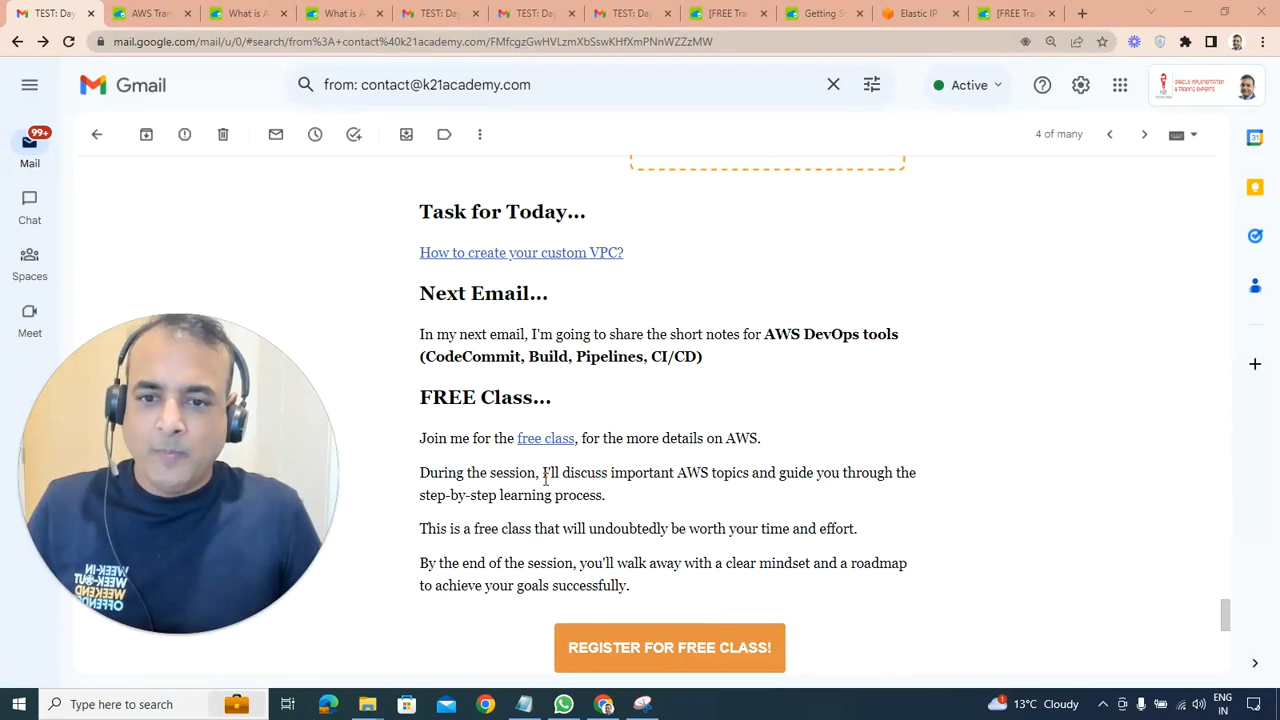 TEST: Day
AWS Tran
What is A
What is A
TEST: Day
TEST: Day
TEST: Day
[FREE Tra
Getting S
Elastic IP
[FREE Tra
mail.google.com/mail/u/0/#search/from%3A+contact%40k21academy.com/FMfcgzGwHVLzmXbSswKHfXmPNnWZZzMW
Gmail
from: contact@k21academy.com
Active
ORACLE IMPLEMENTATION
& TRAINING EXPERTS
99+
Mail
Chat
Spaces
Meet
4 of many
31
Task for Today...
How to create your custom VPC?
Next Email...
In my next email, I'm going to share the short notes for AWS DevOps tools
(CodeCommit, Build, Pipelines, CI/CD)
FREE Class...
Join me for the free class, for the more details on AWS.
During the session, I'll discuss important AWS topics and guide you through the
step-by-step learning process.
This is a free class that will undoubtedly be worth your time and effort.
By the end of the session, you'll walk away with a clear mindset and a roadmap
to achieve your goals successfully.
REGISTER FOR FREE CLASS!
WEEK-IN
WEEK-OUT
WEEKEND
OFFENDER
Type here to search
13°C Cloudy
ENG
IN